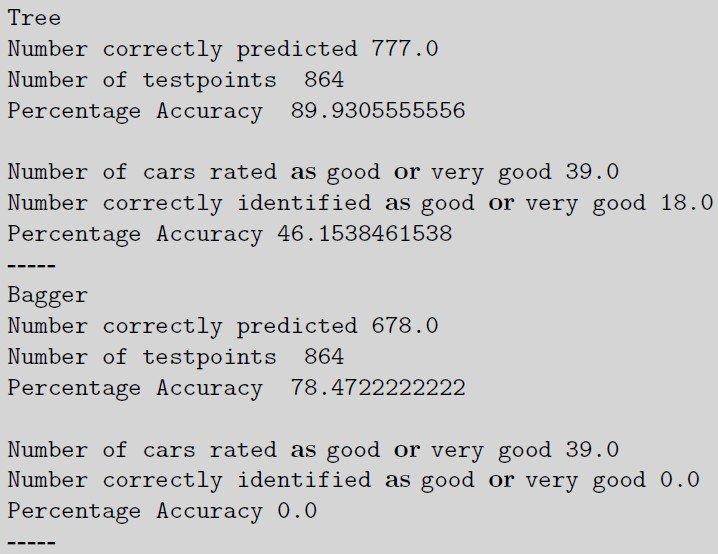 Tree
Number correctly predicted 777.0
Number of testpoints  864
Percentage Accuracy  89.9305555556
Number of cars rated as good or very good 39.0
Number correctly identified as good or very good 18.0
Percentage Accuracy 46.1538461538
-----
Bagger
Number correctly predicted 678.0
Number of testpoints  864
Percentage Accuracy  78.4722222222
Number of cars rated as good or very good 39.0
Number correctly identified as good or very good 0.0
Percentage Accuracy 0.0
-----